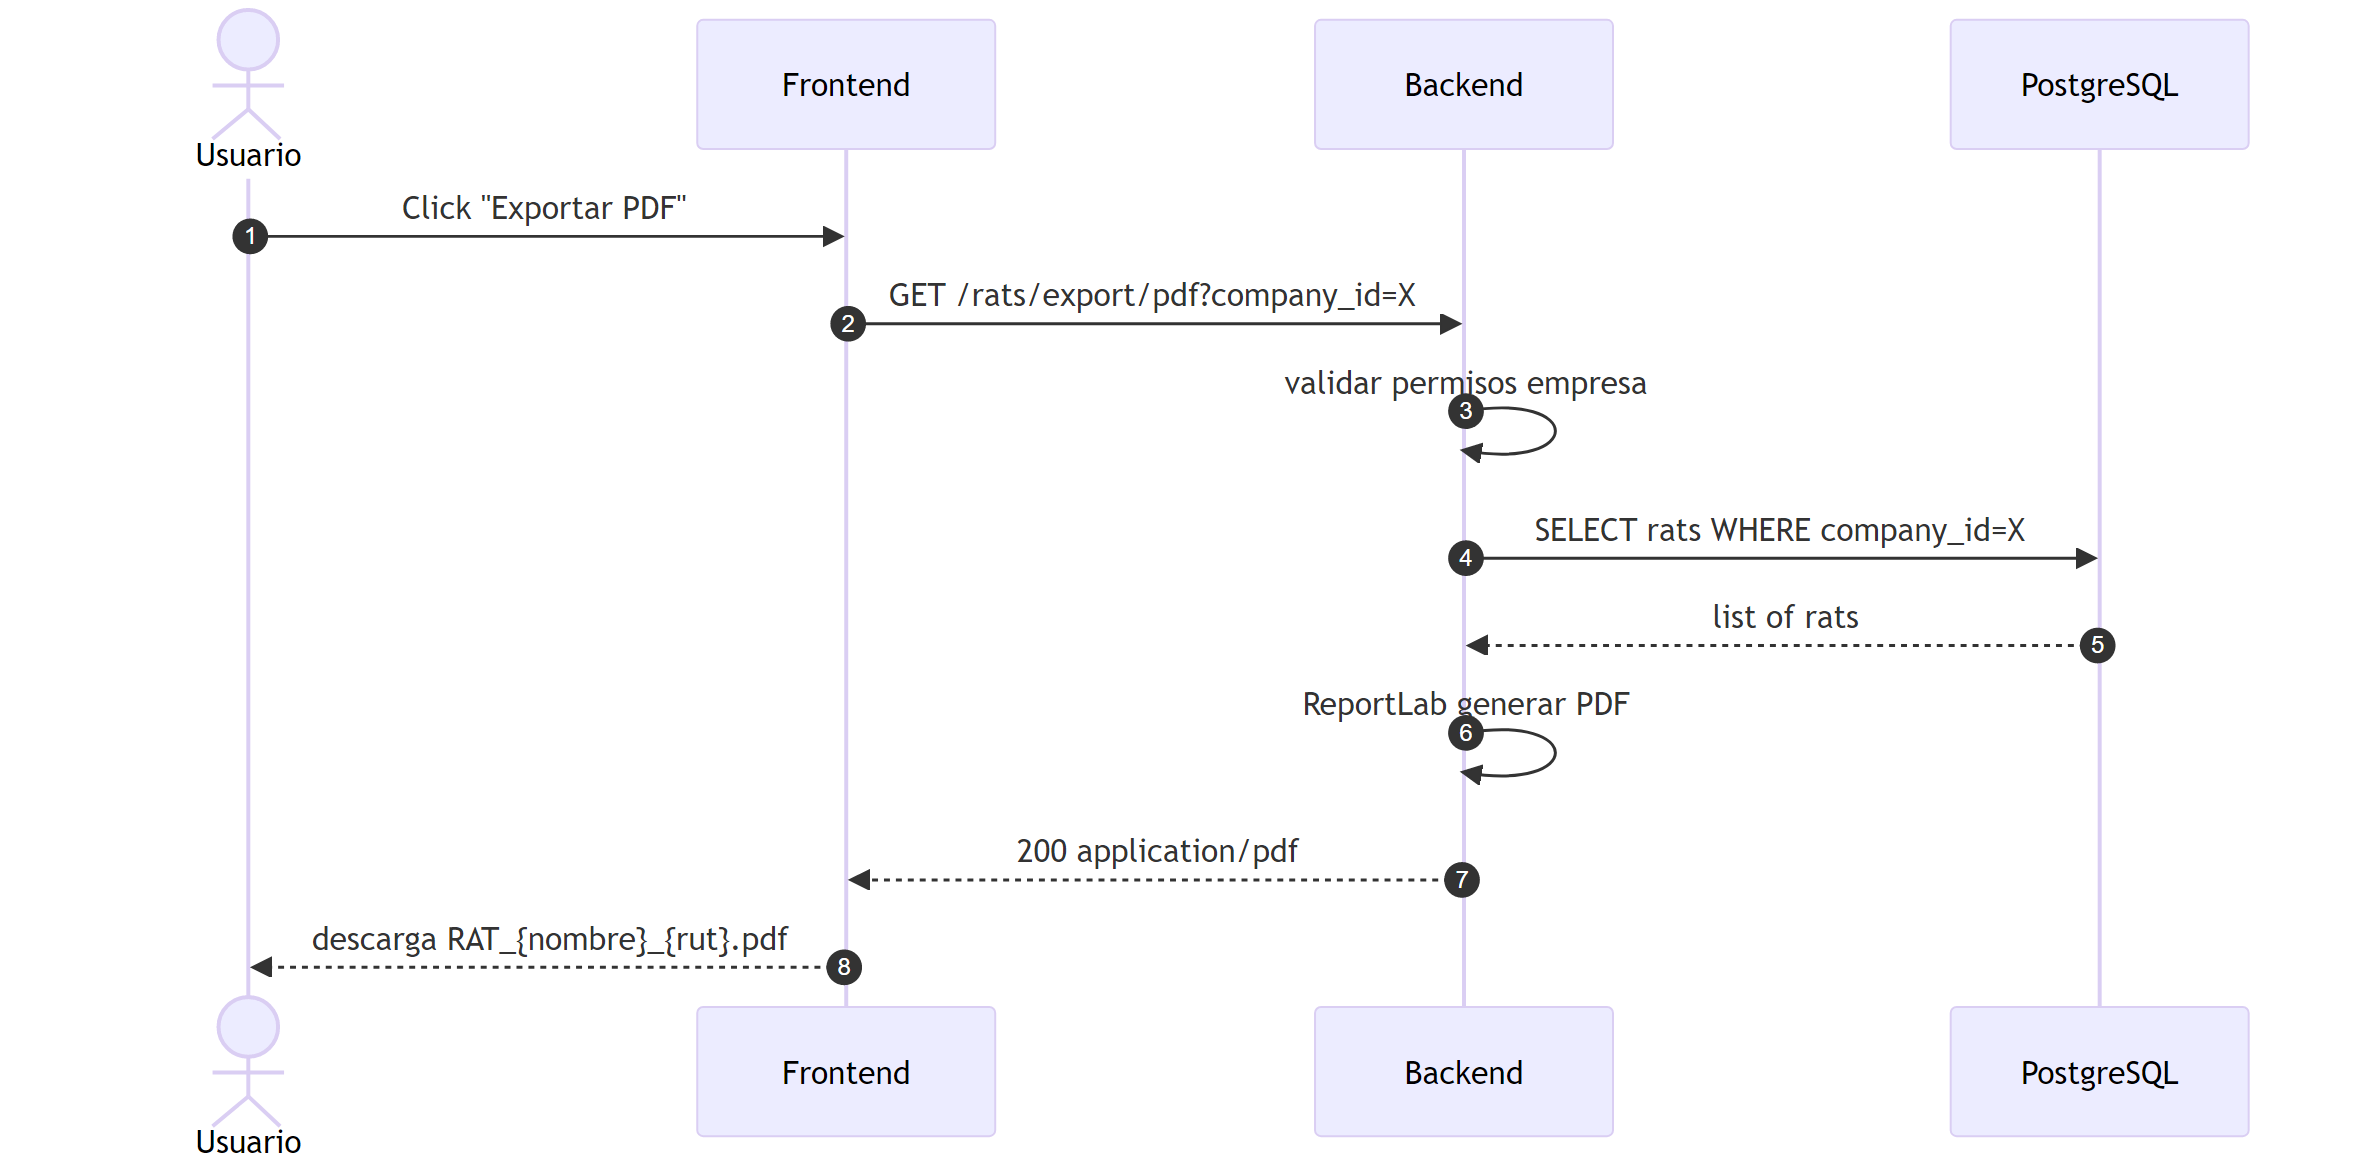 Usuario
Frontend
Backend
PostgreSQL
Click "Exportar PDF"
1
GET /rats/export/pdf?company_id=X
2
validar permisos empresa
3
SELECT rats WHERE company_id=X
4
list of rats
5
ReportLab generar PDF
6
200 application/pdf
7
descarga RAT_{nombre}_{rut}.pdf
8
Usuario
Frontend
Backend
PostgreSQL